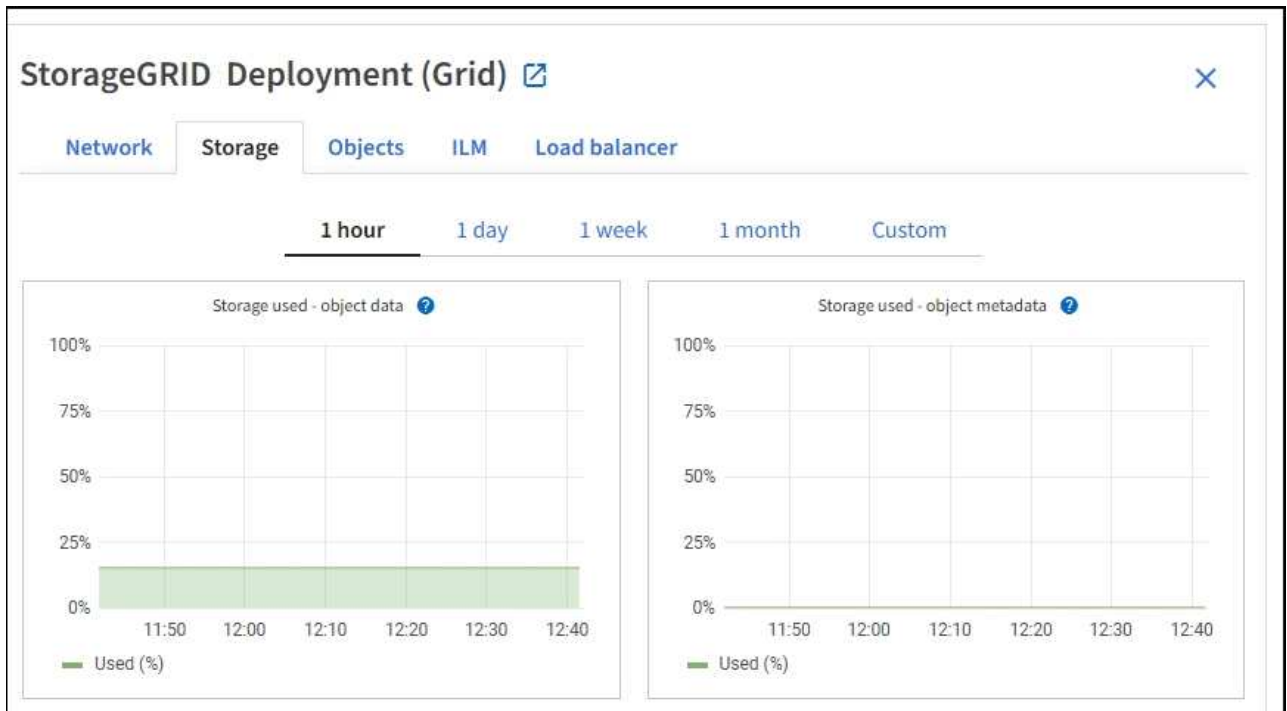 StorageGRID Deployment (Grid)
Network Storage Objects ILM Load balancer
1 hour 1 day 1 week 1 month Custom
Storage used - object data ?
100%
75%
50%
25%
0%
11:50 12:00 12:10 12:20 12:30 12:40
Used (%)
Storage used - object metadata ?
100%
75%
50%
25%
0%
11:50 12:00 12:10 12:20 12:30 12:40
Used (%)